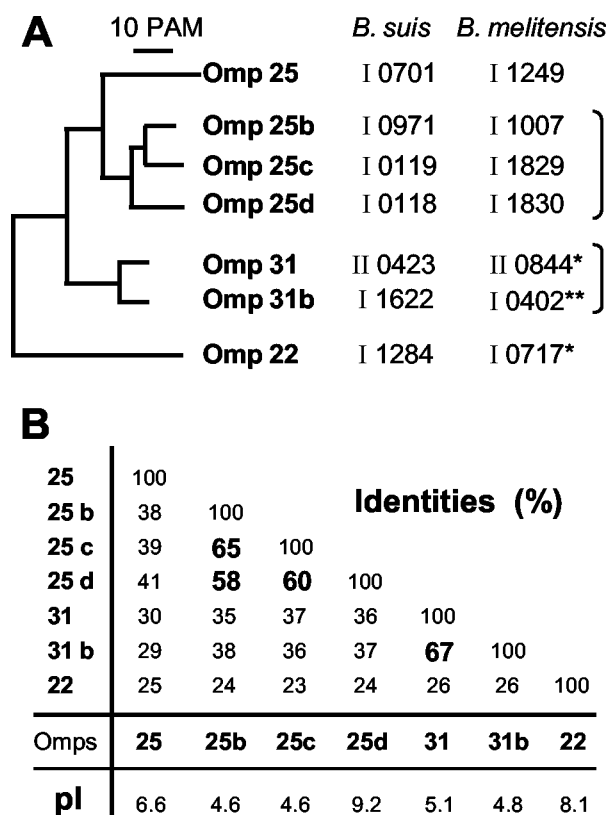 A 10 PAM B. suis B. melitensis
Omp 25 I 0701 I 1249
Omp 25b I 0971 I 1007
Omp 25c I 0119 I 1829
Omp 25d I 0118 I 1830
Omp 31 II 0423 II 0844*
Omp 31b I 1622 I 0402**
Omp 22 I 1284 I 0717*
B
25 100
25 b 38 100 Identities (%)
25 c 39 65 100
25 d 41 58 60 100
31 30 35 37 36 100
31 b 29 38 36 37 67 100
22 25 24 23 24 26 26 100
Omps 25 25b 25c 25d 31 31b 22
pI 6.6 4.6 4.6 9.2 5.1 4.8 8.1